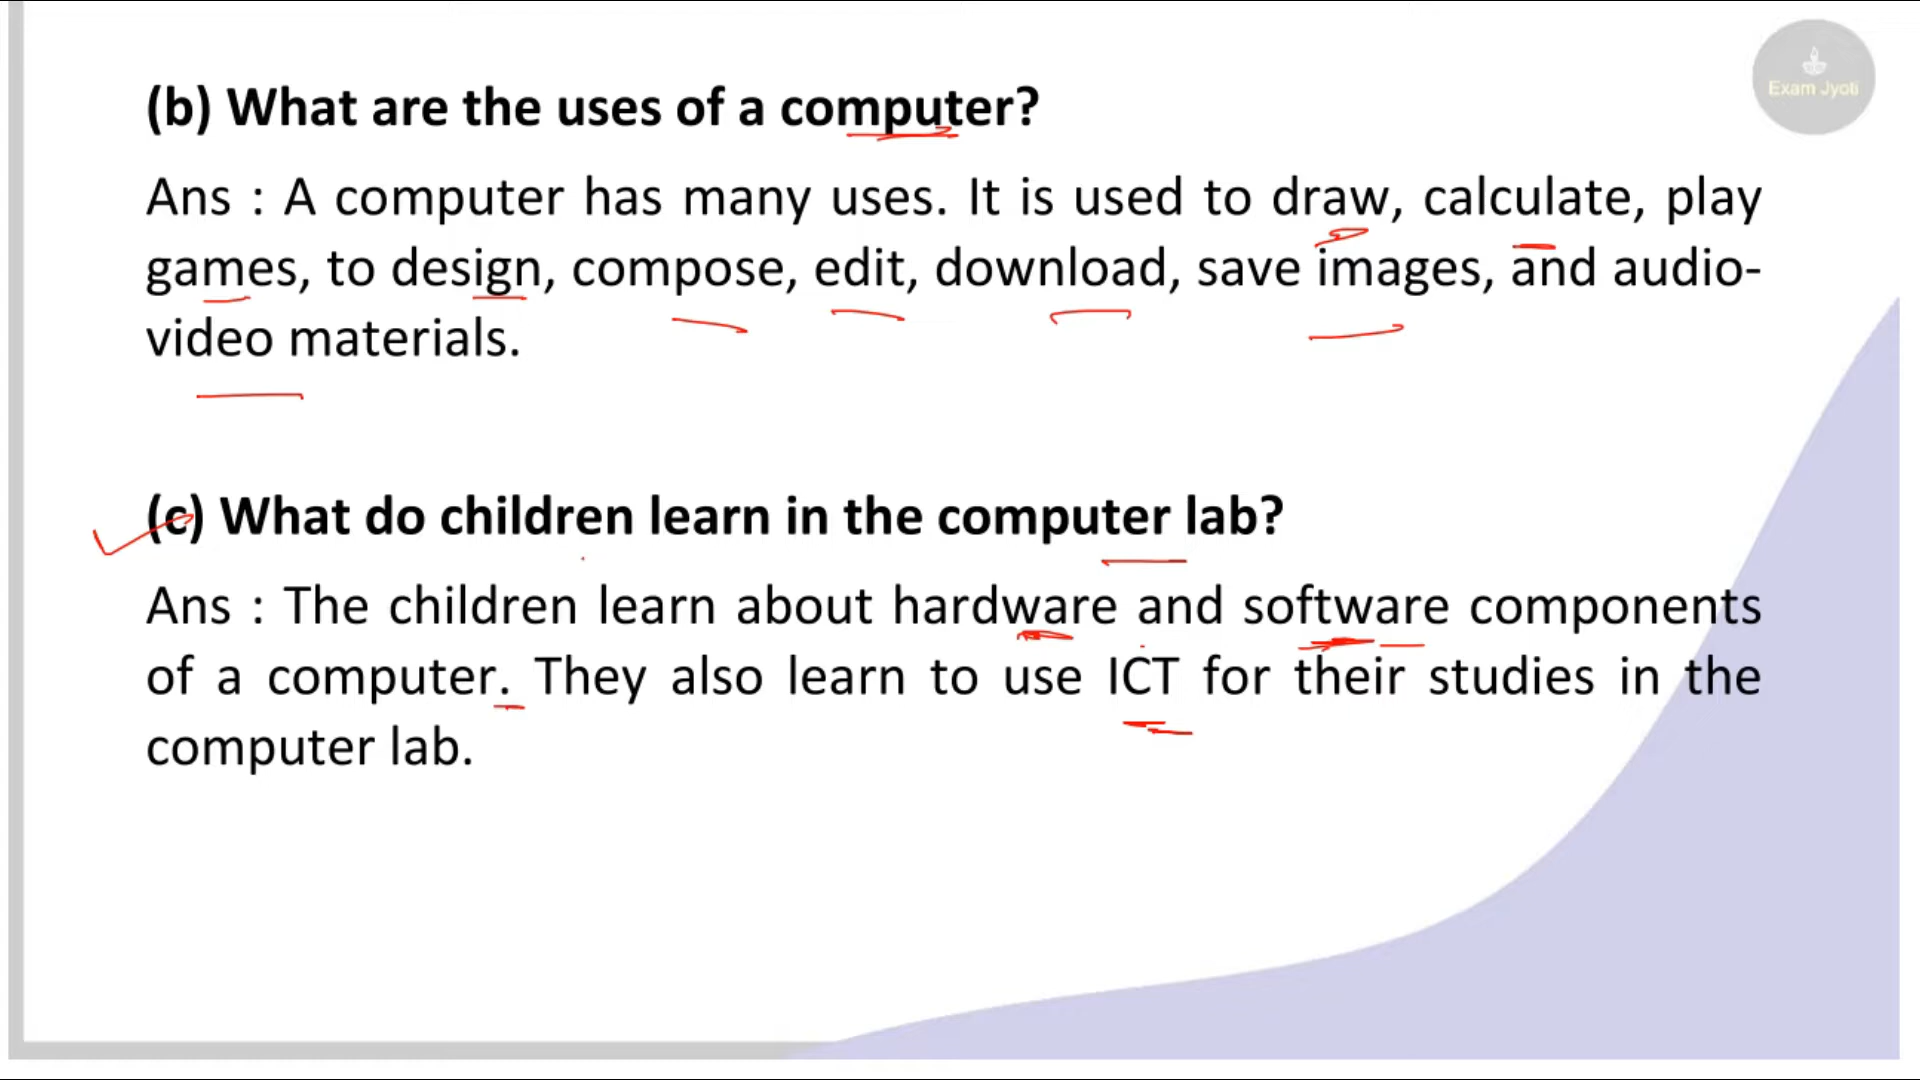 Exam Jyoti
(b) What are the uses of a computer?
Ans : A computer has many uses. It is used to draw, calculate, play
games, to design, compose, edit, download, save images, and audio-
video materials.
(c) What do children learn in the computer lab?
Ans : The children learn about hardware and software components
of a computer. They also learn to use ICT for their studies in the
computer lab.